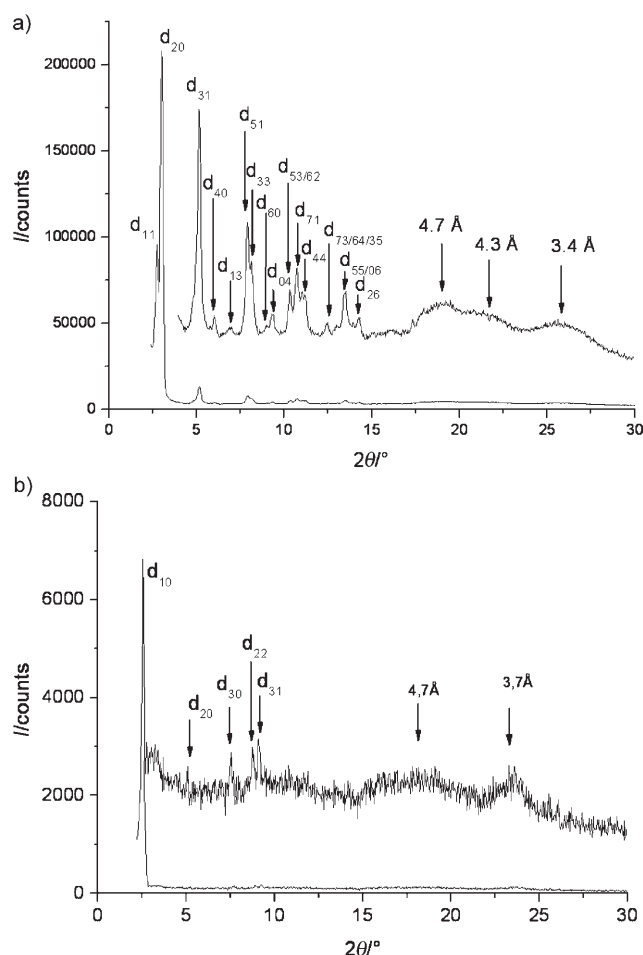 a)
d20
200000
d31
d51
d53/62
150000
d33
d71
d40
d60
d73/64/35
I/counts
d11
d13
d04
d44
d55/06
4.7 Å
4.3 Å
3.4 Å
100000
d26
50000
0
0 5 10 15 20 25 30
2θ/°
b)
8000
d10
6000
d22
d30
d31
d20
4,7Å
3,7Å
I/counts
4000
2000
0
0 5 10 15 20 25 30
2θ/°